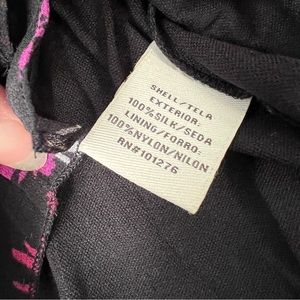 SHELL/TELA
EXTERIOR:
100%SILK/SEDA
LINING/FORRO:
100%NYLON/NILON
RN#101276